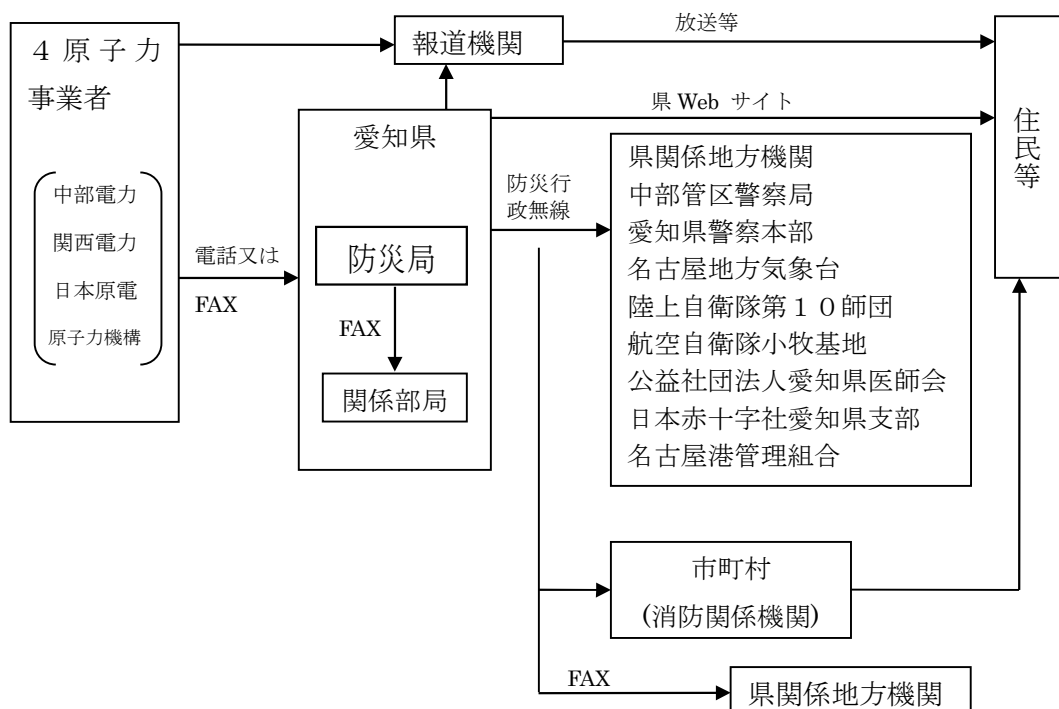 ４原子力
事業者
中部電力
関西電力
日本原電
原子力機構
電話又は
FAX
報道機関
放送等
愛知県
防災局
FAX
関係部局
県 Web サイト
防災行
政無線
県関係地方機関
中部管区警察局
愛知県警察本部
名古屋地方気象台
陸上自衛隊第１０師団
航空自衛隊小牧基地
公益社団法人愛知県医師会
日本赤十字社愛知県支部
名古屋港管理組合
市町村
(消防関係機関)
FAX
県関係地方機関
住民等